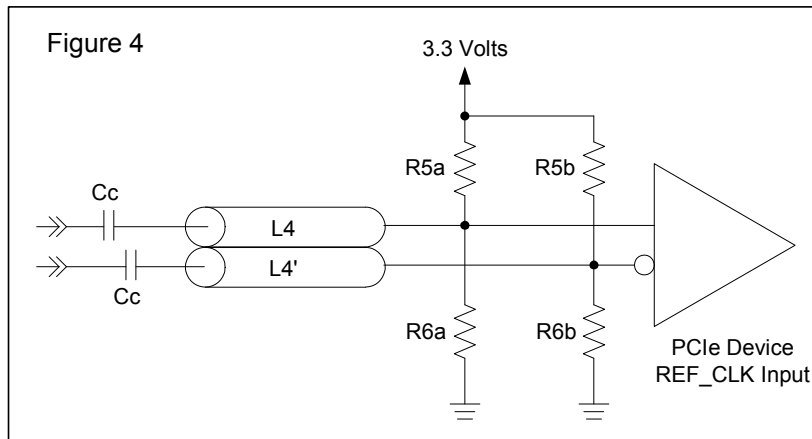 Figure 4
3.3 Volts
R5a
R5b
Cc
L4
L4'
Cc
R6a
R6b
PCIe Device
REF_CLK Input